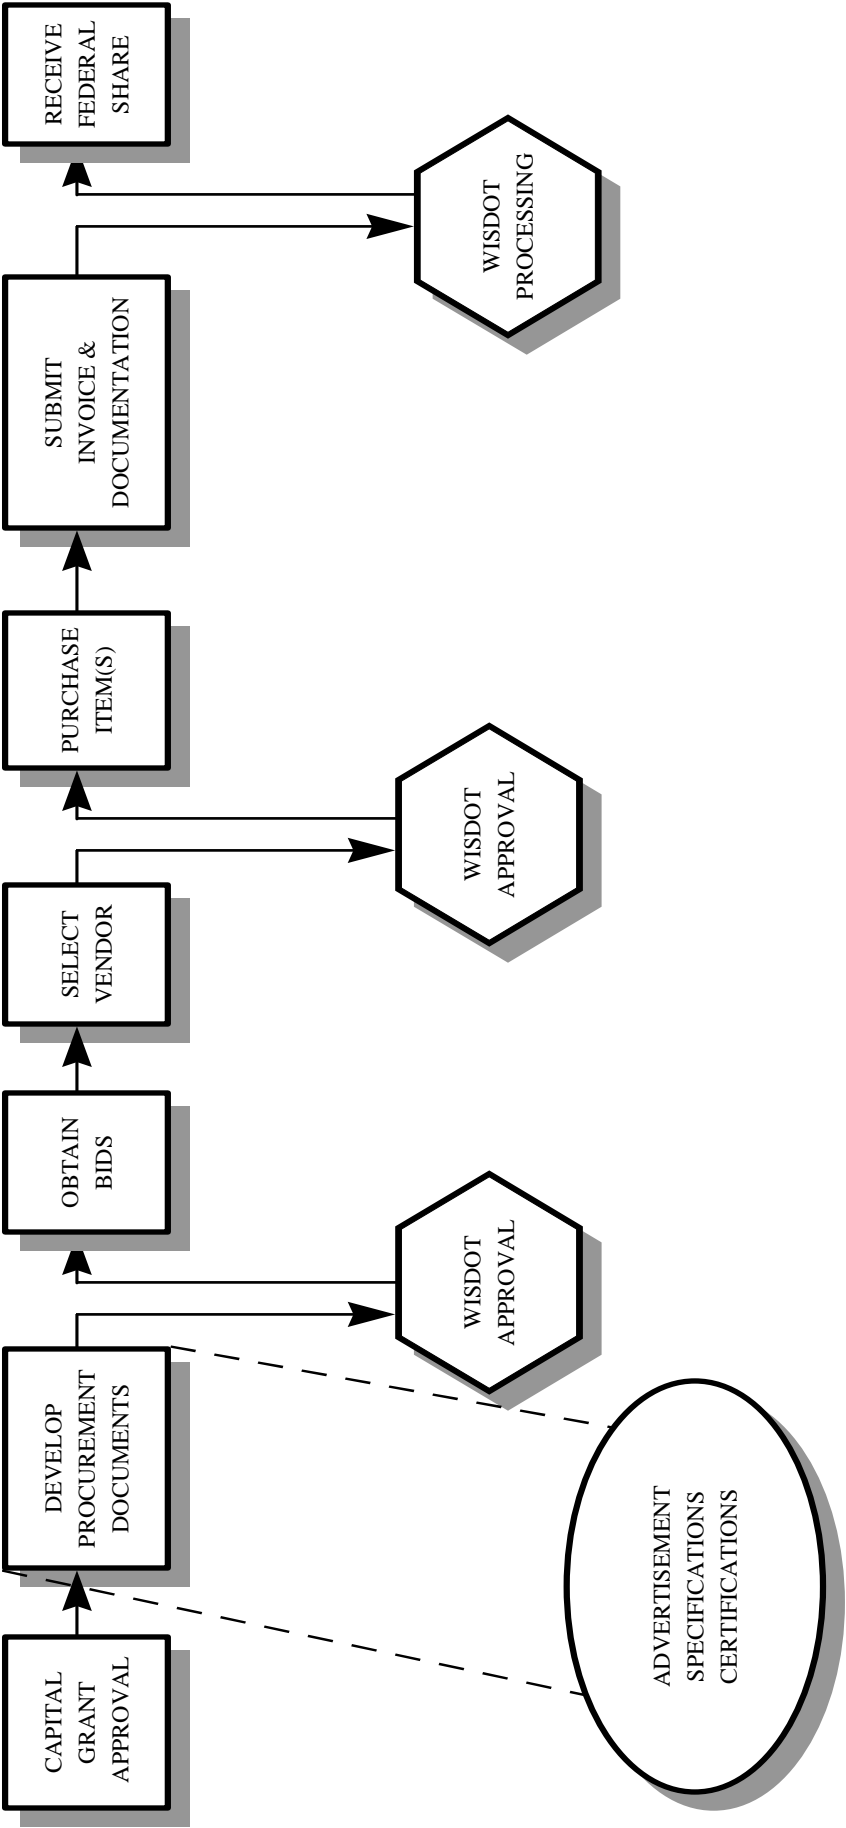 CAPITAL
GRANT
APPROVAL
DEVELOP
PROCUREMENT
DOCUMENTS
ADVERTISEMENT
SPECIFICATIONS
CERTIFICATIONS
WISDOT
APPROVAL
OBTAIN
BIDS
SELECT
VENDOR
WISDOT
APPROVAL
PURCHASE
ITEM(S)
SUBMIT
INVOICE &
DOCUMENTATION
WISDOT
PROCESSING
RECEIVE
FEDERAL
SHARE